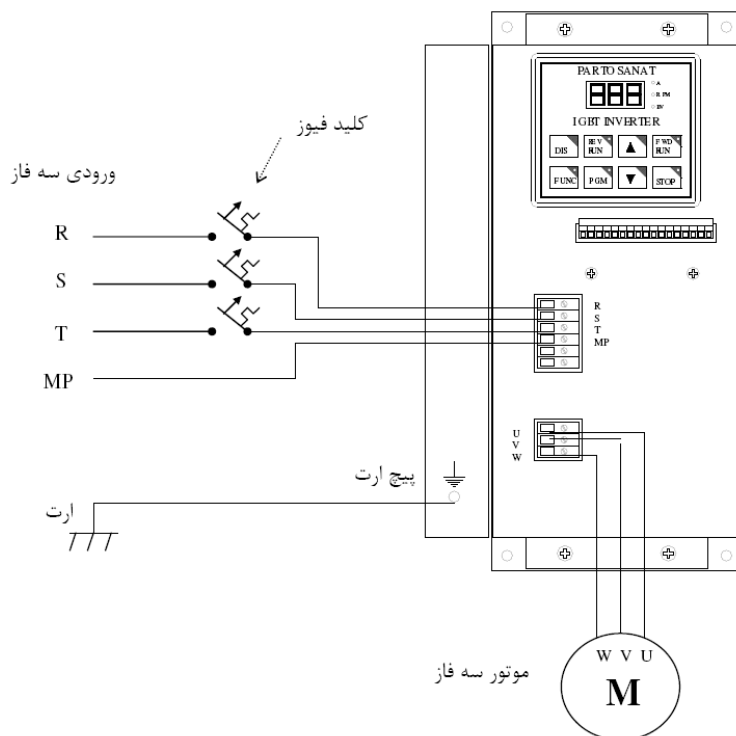 PARTO SANAT
A
RPM
HV
IGBT INVERTER
DIS
REV RUN
▲
FWD RUN
FUNC
PGM
▼
STOP
کلید فیوز
ورودی سه فاز
R
S
T
MP
R
S
T
MP
U
V
W
پیچ ارت
ارت
موتور سه فاز
W V U
M